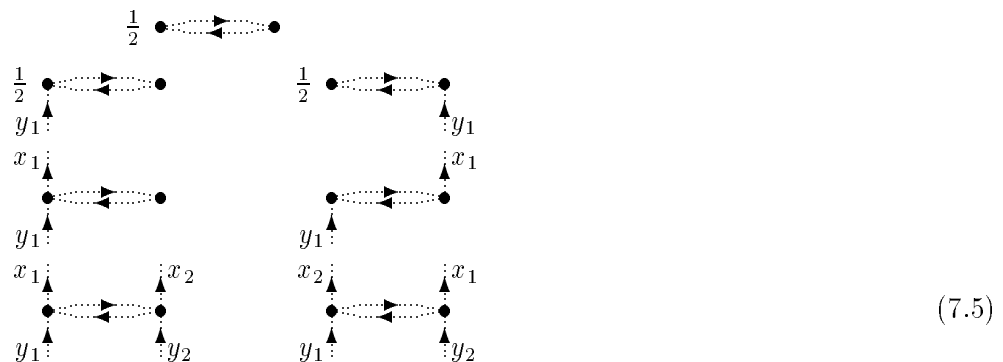 1/2
1/2 1/2
y₁ y₁
x₁ x₁
y₁ y₁
x₁ x₂ x₂ x₁
(7.5)
y₁ y₂ y₁ y₂